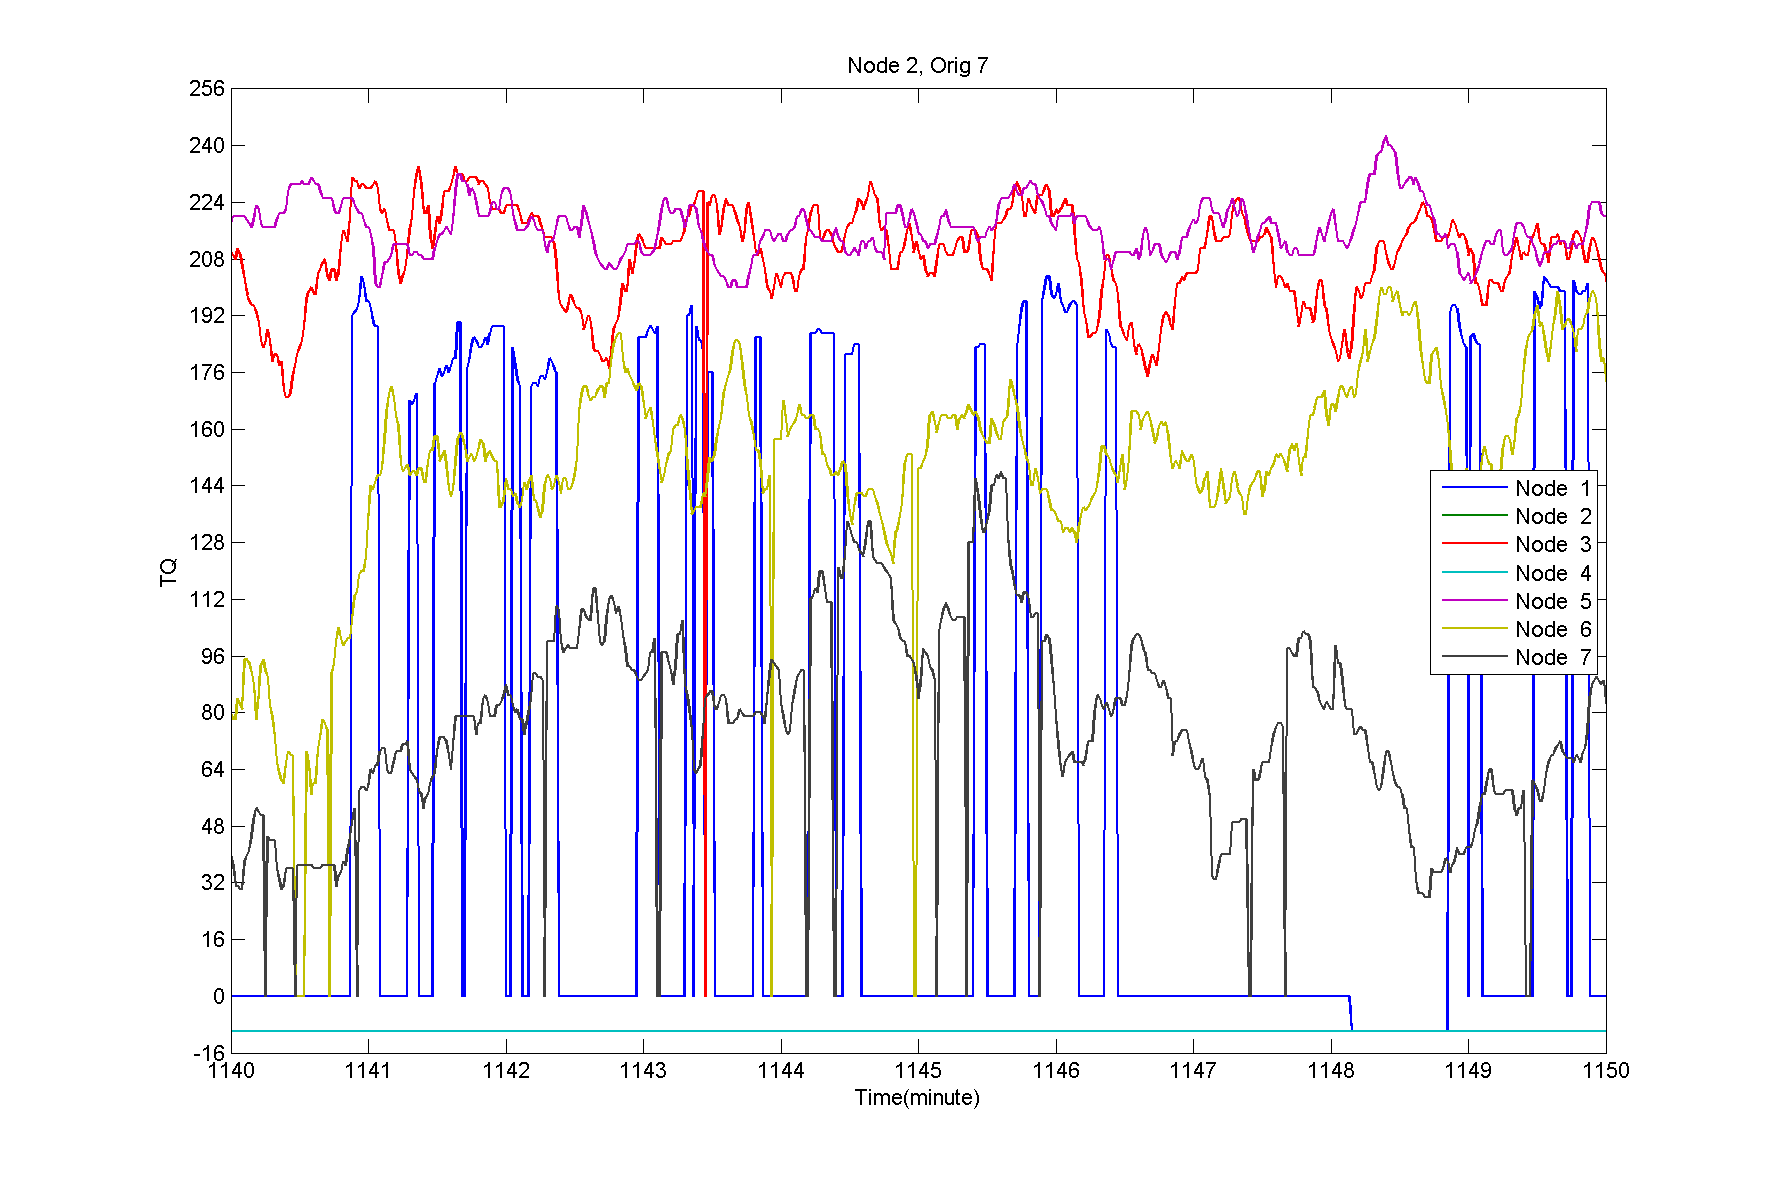 Node 2, Orig 7
256
240
224
208
192
176
160
144
128
112
96
80
64
48
32
16
0
-16
TQ
Node 1
Node 2
Node 3
Node 4
Node 5
Node 6
Node 7
1140 1141 1142 1143 1144 1145 1146 1147 1148 1149 1150
Time(minute)